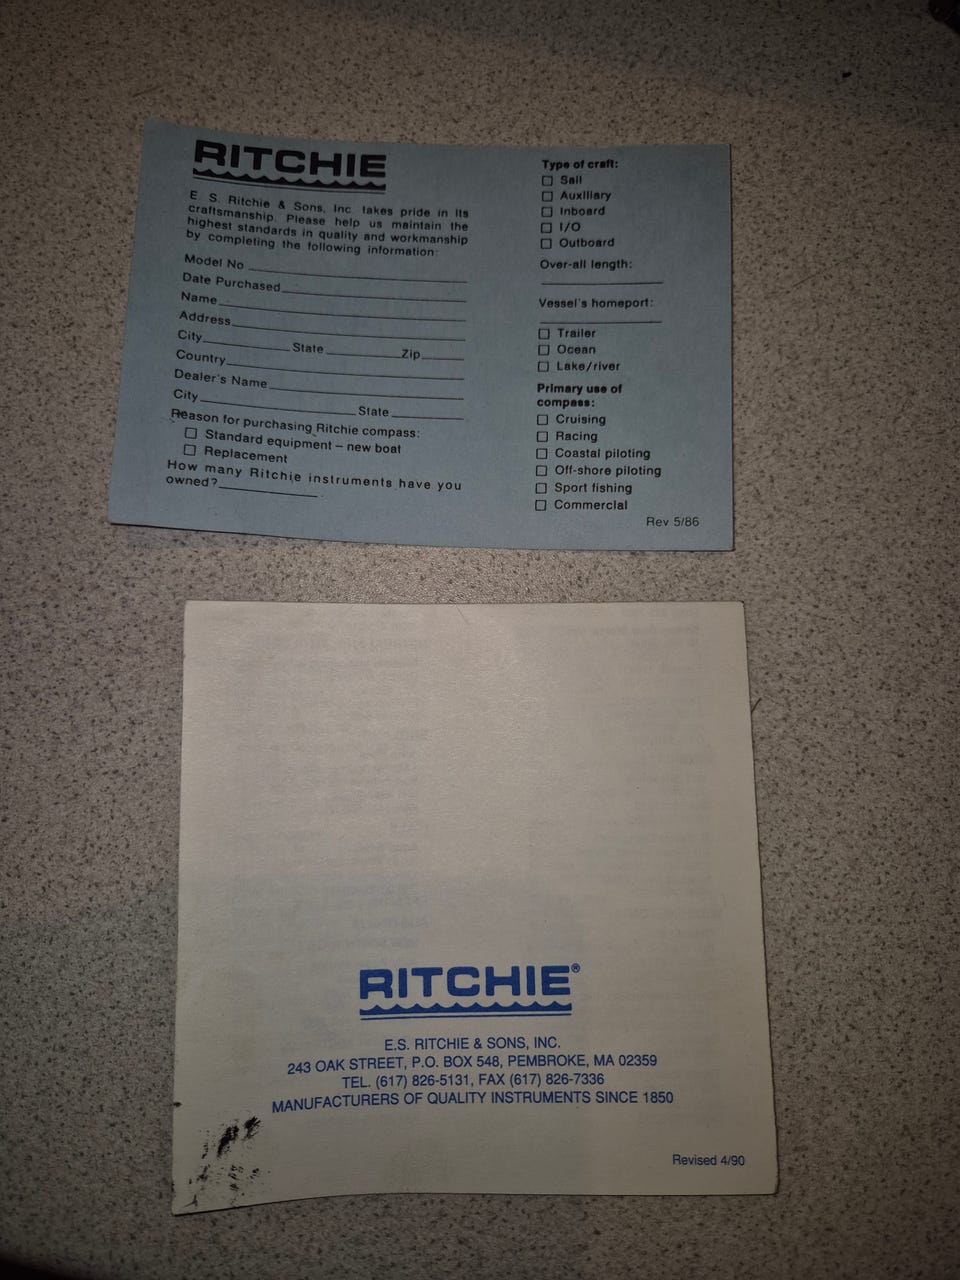 RITCHIE
E. S. Ritchie & Sons, Inc. takes pride in its
craftsmanship. Please help us maintain the
highest standards in quality and workmanship
by completing the following information:
Model No
Date Purchased
Name
Address
City State Zip
Country
Dealer's Name
City State
Reason for purchasing Ritchie compass:
Standard equipment – new boat
Replacement
How many Ritchie instruments have you
owned?
Type of craft:
Sail
Auxiliary
Inboard
I/O
Outboard
Over-all length:
Vessel's homeport:
Trailer
Ocean
Lake/river
Primary use of
compass:
Cruising
Racing
Coastal piloting
Off-shore piloting
Sport fishing
Commercial
Rev 5/86
RITCHIE®
E.S. RITCHIE & SONS, INC.
243 OAK STREET, P.O. BOX 548, PEMBROKE, MA 02359
TEL. (617) 826-5131, FAX (617) 826-7336
MANUFACTURERS OF QUALITY INSTRUMENTS SINCE 1850
Revised 4/90